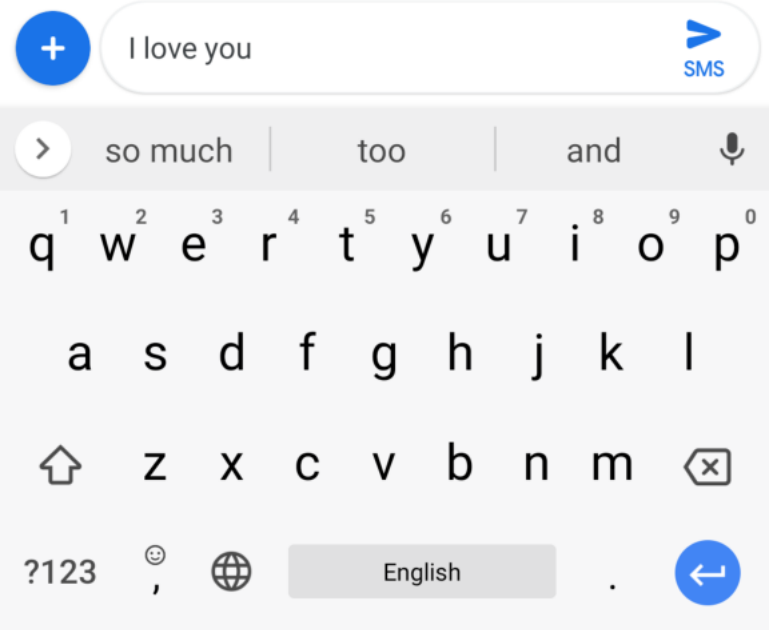 I love you
SMS
so much too and
1 2 3 4 5 6 7 8 9 0
q w e r t y u i o p
a s d f g h j k l
z x c v b n m
?123 , English .